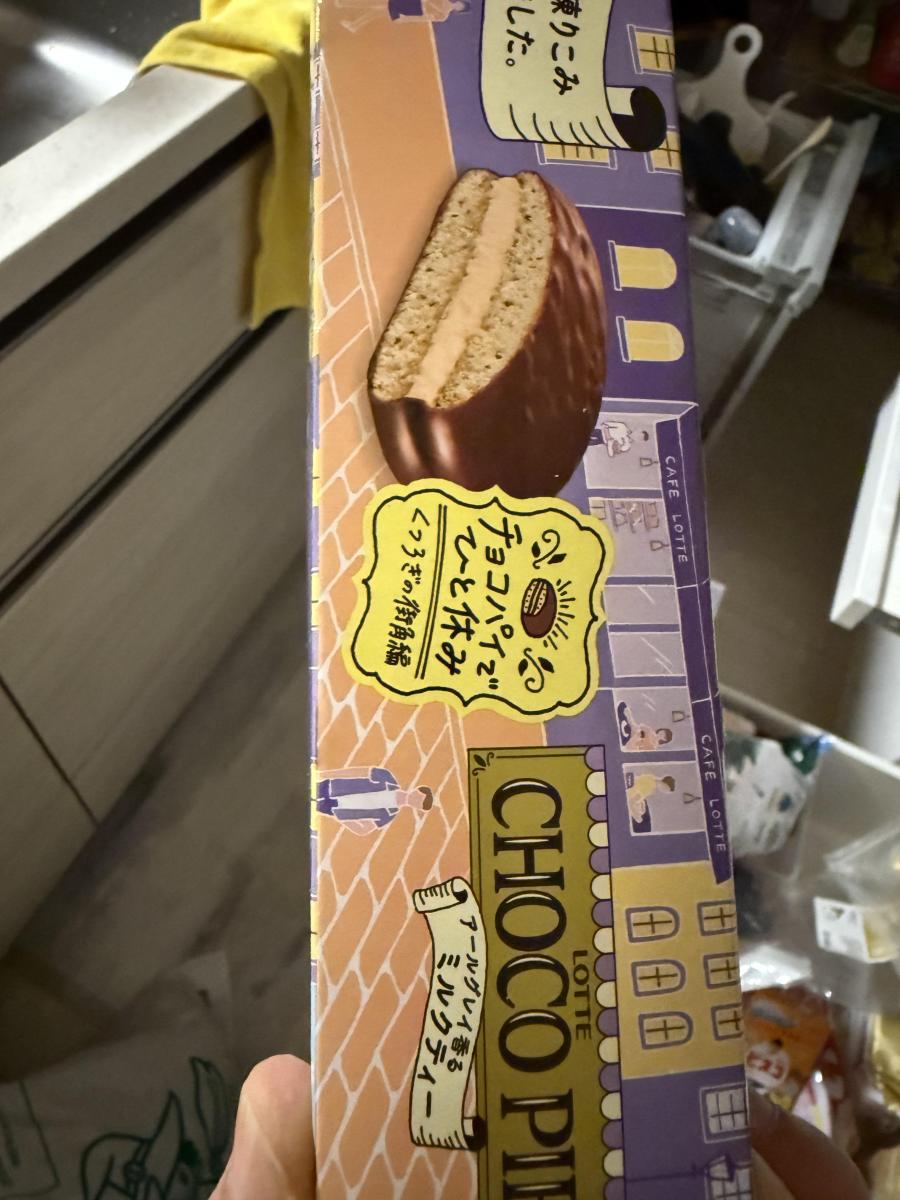 練りこみ
ました。
CAFE LOTTE
CAFE LOTTE
チョコパイで
ひと休み
くつろぎの街角編
LOTTE
CHOCO PIE
アールグレイ香る
ミルクティー